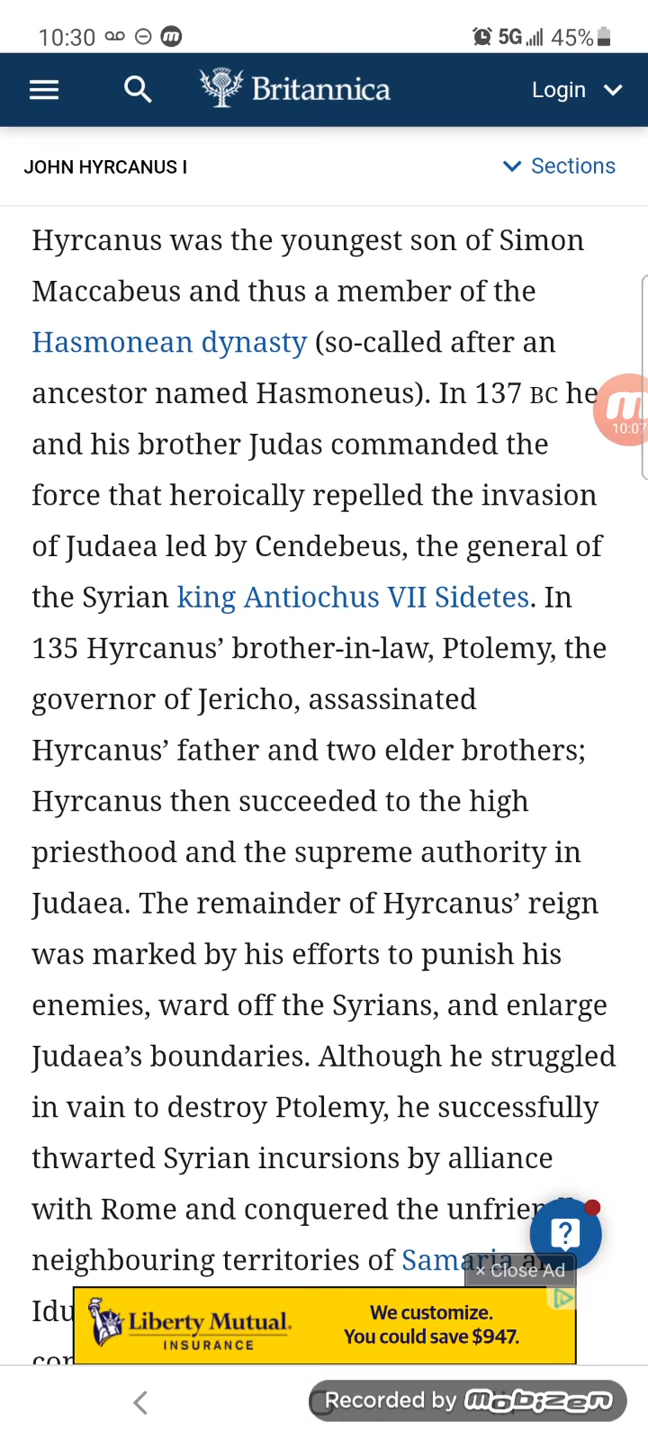 10:30
5G 45%
Britannica
Login
JOHN HYRCANUS I
Sections
Hyrcanus was the youngest son of Simon
Maccabeus and thus a member of the
Hasmonean dynasty (so-called after an
ancestor named Hasmoneus). In 137 BC he
and his brother Judas commanded the
10:07
force that heroically repelled the invasion
of Judaea led by Cendebeus, the general of
the Syrian king Antiochus VII Sidetes. In
135 Hyrcanus’ brother-in-law, Ptolemy, the
governor of Jericho, assassinated
Hyrcanus’ father and two elder brothers;
Hyrcanus then succeeded to the high
priesthood and the supreme authority in
Judaea. The remainder of Hyrcanus’ reign
was marked by his efforts to punish his
enemies, ward off the Syrians, and enlarge
Judaea’s boundaries. Although he struggled
in vain to destroy Ptolemy, he successfully
thwarted Syrian incursions by alliance
with Rome and conquered the
neighbouring territories of Samaria
× Close Ad
Liberty Mutual.
INSURANCE
We customize.
You could save $947.
Recorded by mobizen